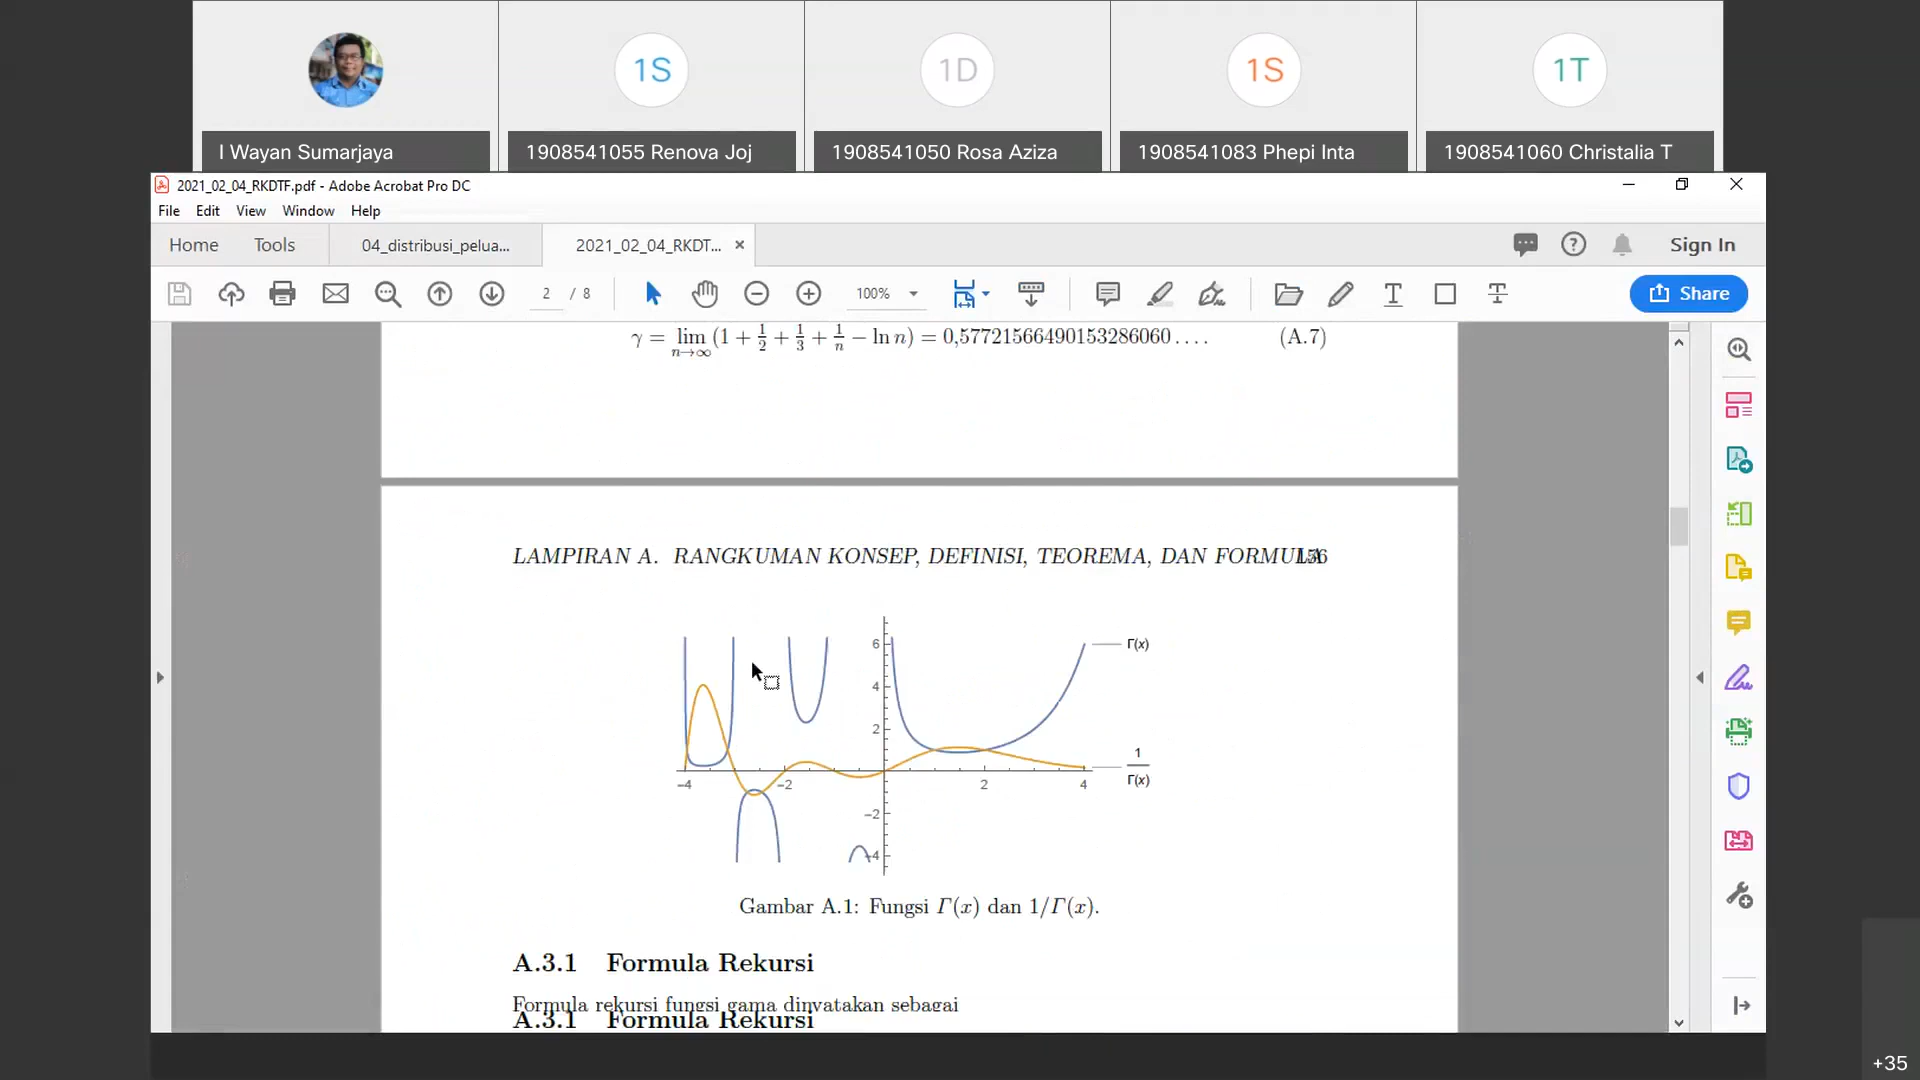 1S
1D
1S
1T
I Wayan Sumarjaya
1908541055 Renova Joj
1908541050 Rosa Aziza
1908541083 Phepi Inta
1908541060 Christalia T
2021_02_04_RKDTF.pdf - Adobe Acrobat Pro DC
File Edit View Window Help
Home Tools 04_distribusi_pelua... 2021_02_04_RKDT... × Sign In
2 / 8 100% Share
γ = lim n→∞ (1 + 1/2 + 1/3 + 1/n − ln n) = 0,57721566490153286060 . . . . (A.7)
LAMPIRAN A. RANGKUMAN KONSEP, DEFINISI, TEOREMA, DAN FORMULA 156
6
4
2
−2
−4
−4 −2 2 4
Γ(x)
1
Γ(x)
Gambar A.1: Fungsi Γ(x) dan 1/Γ(x).
A.3.1 Formula Rekursi
Formula rekursi fungsi gama dinyatakan sebagai
A.3.1 Formula Rekursi
+35